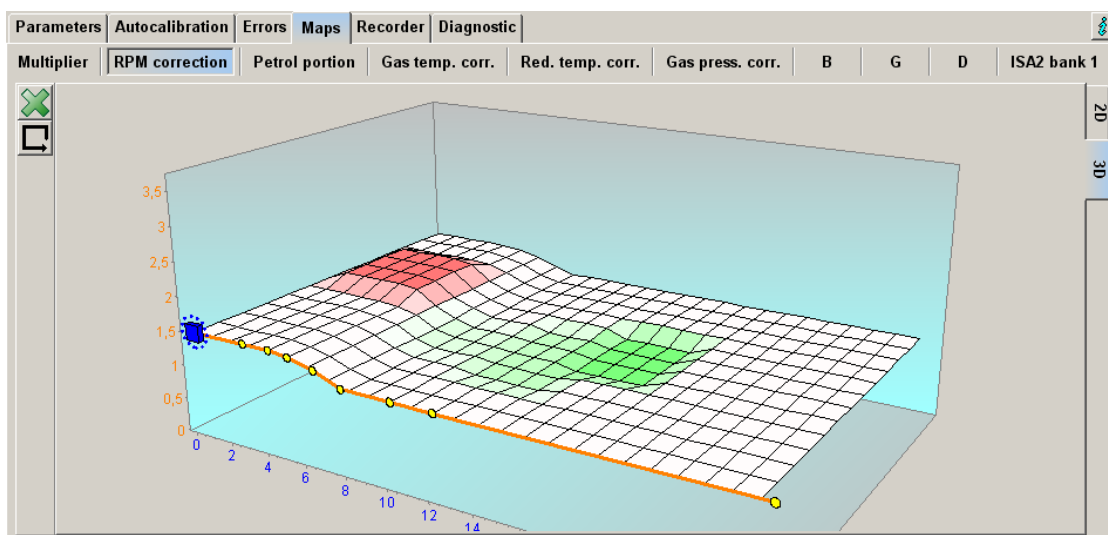 Parameters Autocalibration Errors Maps Recorder Diagnostic i
Multiplier RPM correction Petrol portion Gas temp. corr. Red. temp. corr. Gas press. corr. B G D ISA2 bank 1
2D
3D
3,5
3
2,5
2
1,5
1
0,5
0
0 2 4 6 8 10 12 14